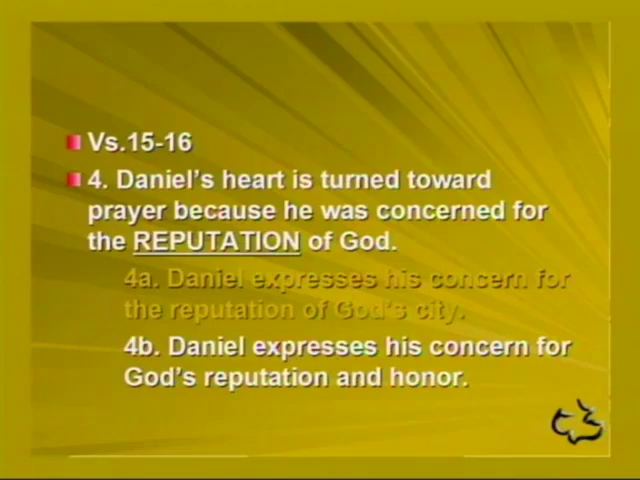 Vs.15-16
4. Daniel's heart is turned toward
prayer because he was concerned for
the REPUTATION of God.
4a. Daniel expresses his concern for
the reputation of God's city.
4b. Daniel expresses his concern for
God's reputation and honor.